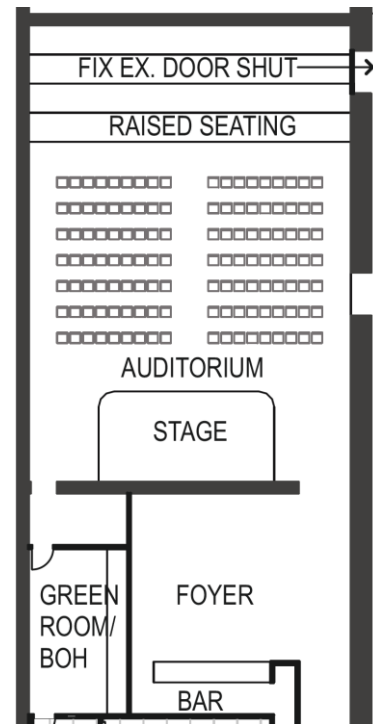 FIX EX. DOOR SHUT
RAISED SEATING
AUDITORIUM
STAGE
GREEN
ROOM/
BOH
FOYER
BAR